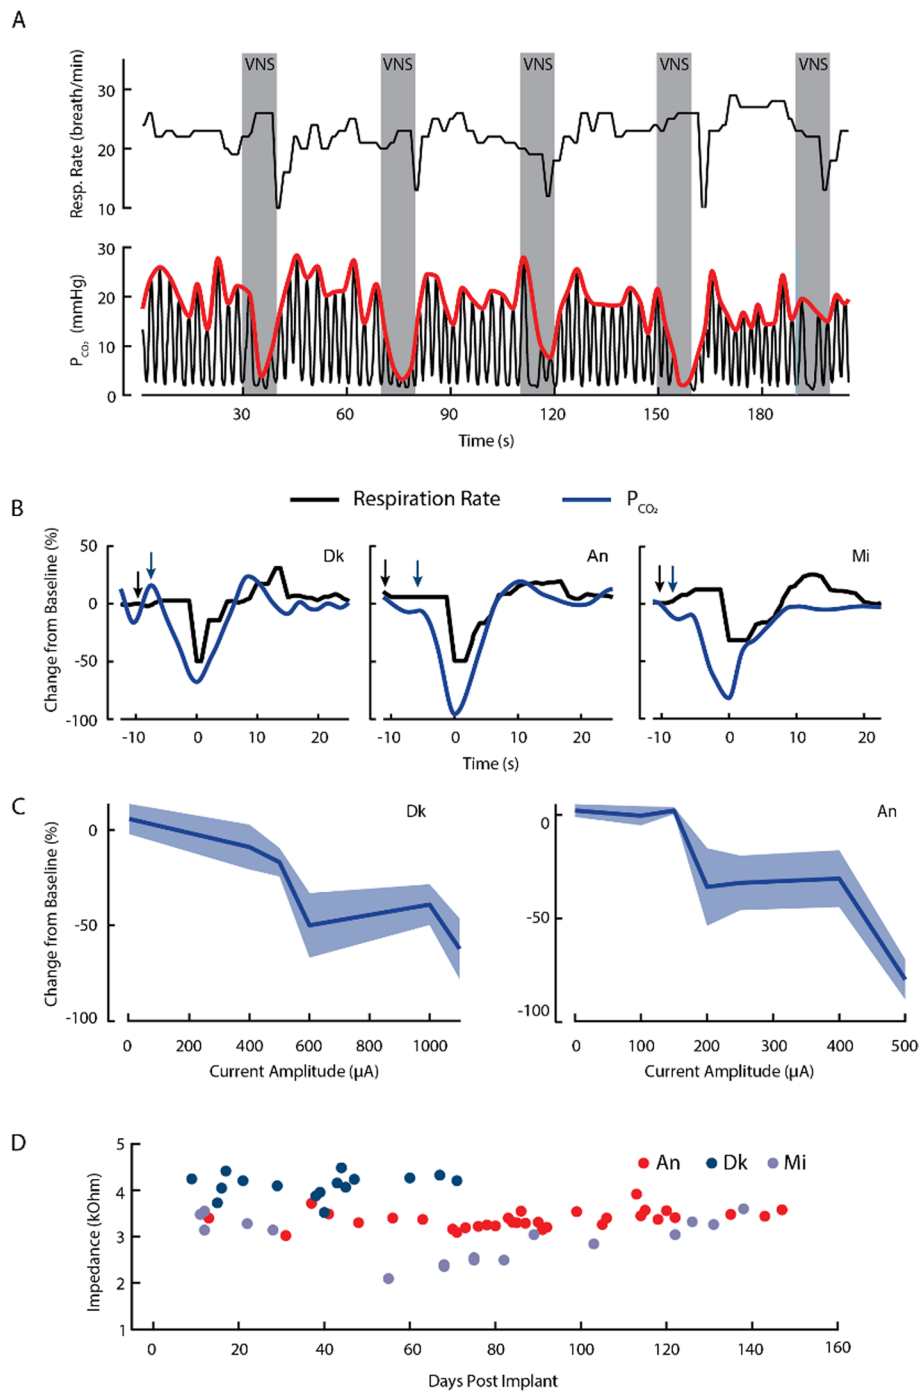 A
VNS VNS VNS VNS VNS
Resp. Rate (breath/min)
30
20
10
P_CO₂ (mmHg)
30
20
10
0
30 60 90 120 150 180
Time (s)
B
Respiration Rate P_CO₂
Change from Baseline (%)
50
0
-50
-100
Dk An Mi
-10 0 10 20 -10 0 10 20 -10 0 10 20
Time (s)
C
Dk An
Change from Baseline (%)
0
-50
-100
0
-50
-100
0 200 400 600 800 1000 0 100 200 300 400 500
Current Amplitude (μA) Current Amplitude (μA)
D
An Dk Mi
Impedance (kOhm)
5
4
3
2
1
0 20 40 60 80 100 120 140 160
Days Post Implant